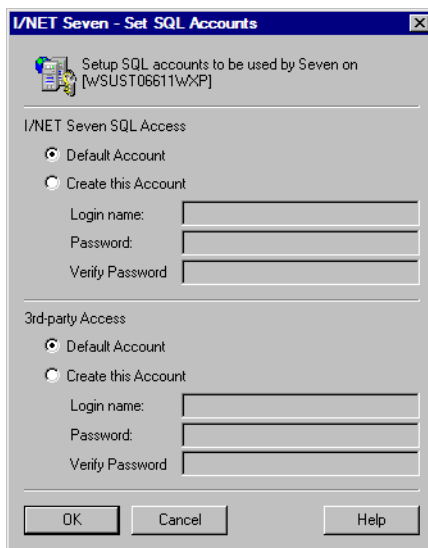 I/NET Seven - Set SQL Accounts
Setup SQL accounts to be used by Seven on
[WSUST06611WXP]
I/NET Seven SQL Access
Default Account
Create this Account
Login name:
Password:
Verify Password
3rd-party Access
Default Account
Create this Account
Login name:
Password:
Verify Password
OK Cancel Help